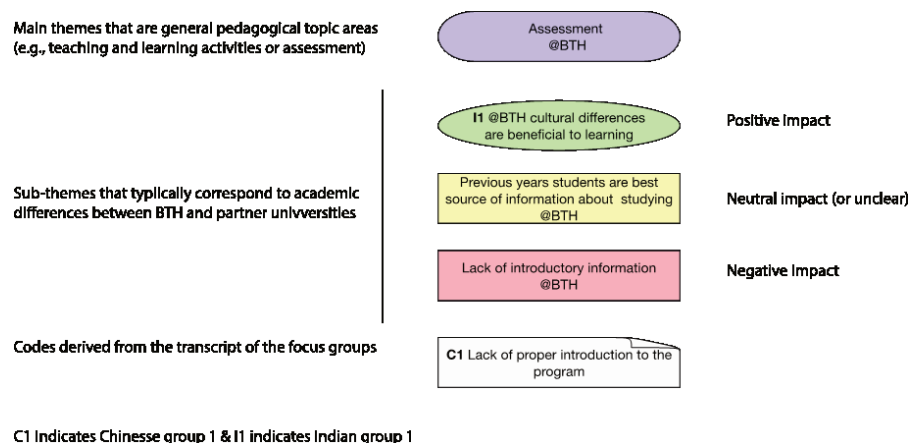 Main themes that are general pedagogical topic areas
(e.g., teaching and learning activities or assessment)
Assessment
@BTH
I1 @BTH cultural differences
are beneficial to learning
Positive impact
Sub-themes that typlically correspond to academic
differences between BTH and partner univversities
Previous years students are best
source of information about studying
@BTH
Neutral impact (or unclear)
Lack of introductory information
@BTH
Negative Impact
Codes derived from the transcript of the focus groups
C1 Lack of proper introduction to the
program
C1 Indicates Chinesse group 1 & I1 indicates Indian group 1